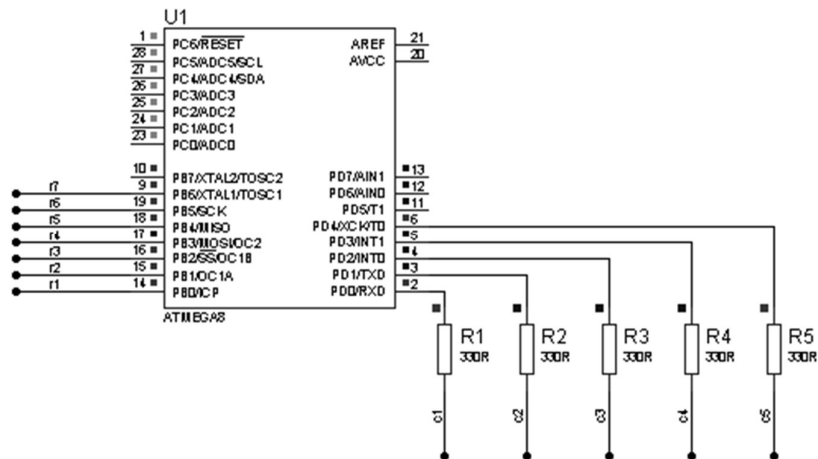 U1
1 PC6/RESET
28 PC5/ADC5/SCL
27 PC4/ADC4/SDA
26 PC3/ADC3
25 PC2/ADC2
24 PC1/ADC1
23 PC0/ADC0
10 PB7/XTAL2/TOSC2
r7 9 PB6/XTAL1/TOSC1
r6 19 PB5/SCK
r5 18 PB4/MISO
r4 17 PB3/MOSI/OC2
r3 16 PB2/SS/OC1B
r2 15 PB1/OC1A
r1 14 PB0/ICP
AREF 21
AVCC 20
PD7/AIN1 13
PD6/AIN0 12
PD5/T1 11
PD4/XCK/T0 6
PD3/INT1 5
PD2/INT0 4
PD1/TXD 3
PD0/RXD 2
ATMEGA8
R1
330R
R2
330R
R3
330R
R4
330R
R5
330R
c1
c2
c3
c4
c5